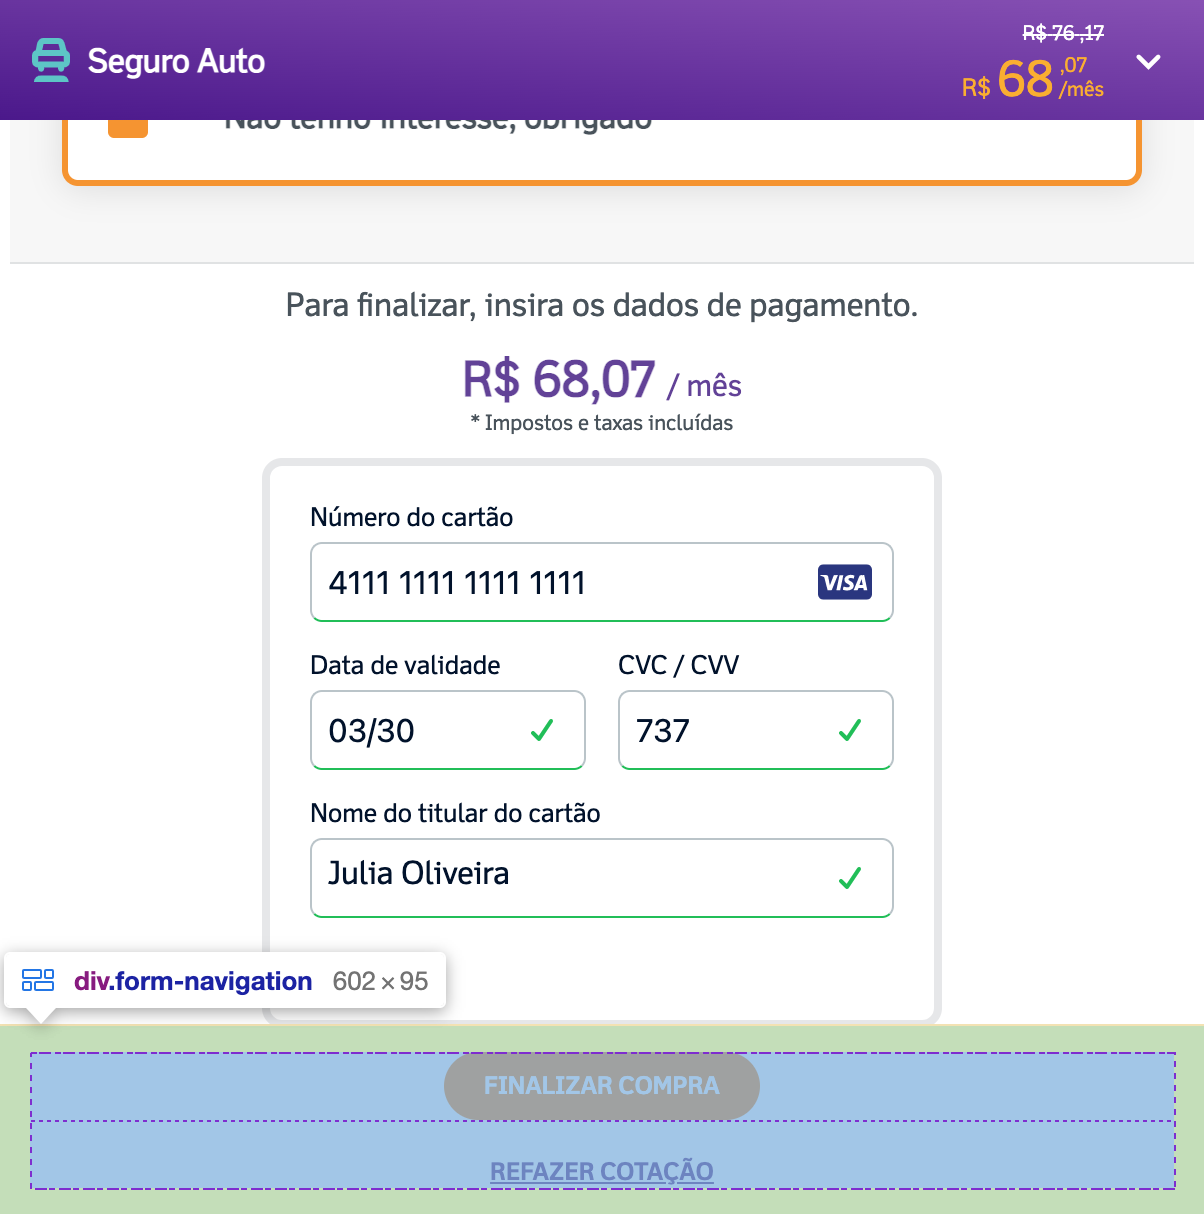 Seguro Auto
R$ 76 ,17
R$ 68 ,07 /mês
Não tenho interesse, obrigado
Para finalizar, insira os dados de pagamento.
R$ 68,07 / mês
* Impostos e taxas incluídas
Número do cartão
4111 1111 1111 1111
VISA
Data de validade
CVC / CVV
03/30
737
Nome do titular do cartão
Julia Oliveira
div.form-navigation 602 × 95
FINALIZAR COMPRA
REFAZER COTAÇÃO